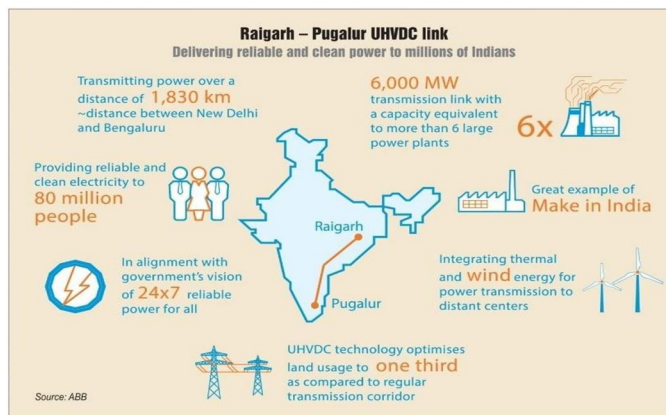 Raigarh – Pugalur UHVDC link
Delivering reliable and clean power to millions of Indians
Transmitting power over a
distance of 1,830 km
~distance between New Delhi
and Bengaluru
6,000 MW
transmission link with
a capacity equivalent
to more than 6 large
power plants
6x
Providing reliable and
clean electricity to
80 million
people
Great example of
Make in India
Raigarh
In alignment with
government's vision
of 24x7 reliable
power for all
Pugalur
Integrating thermal
and wind energy for
power transmission to
distant centers
UHVDC technology optimises
land usage to one third
as compared to regular
transmission corridor
Source: ABB